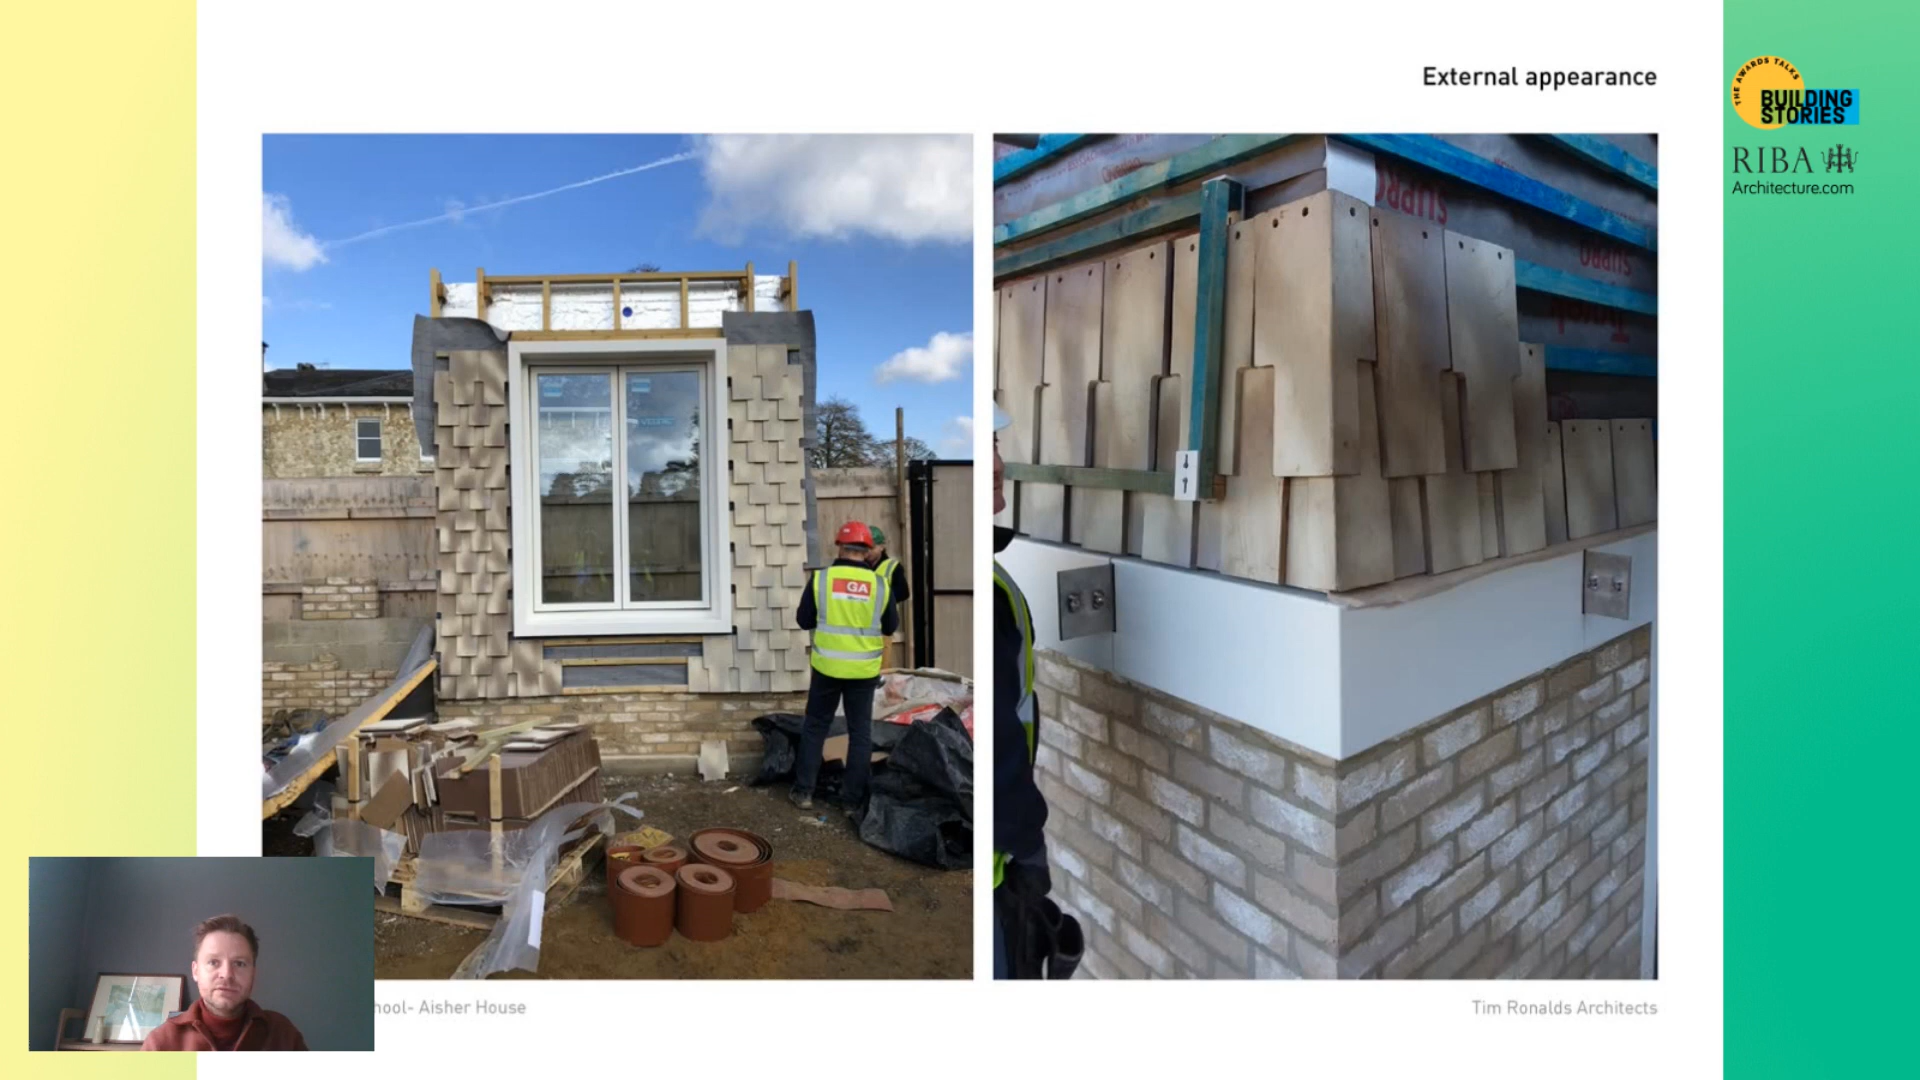 External appearance
THE AWARDS TALKS
BUILDING
STORIES
RIBA
Architecture.com
GA
hool- Aisher House
Tim Ronalds Architects